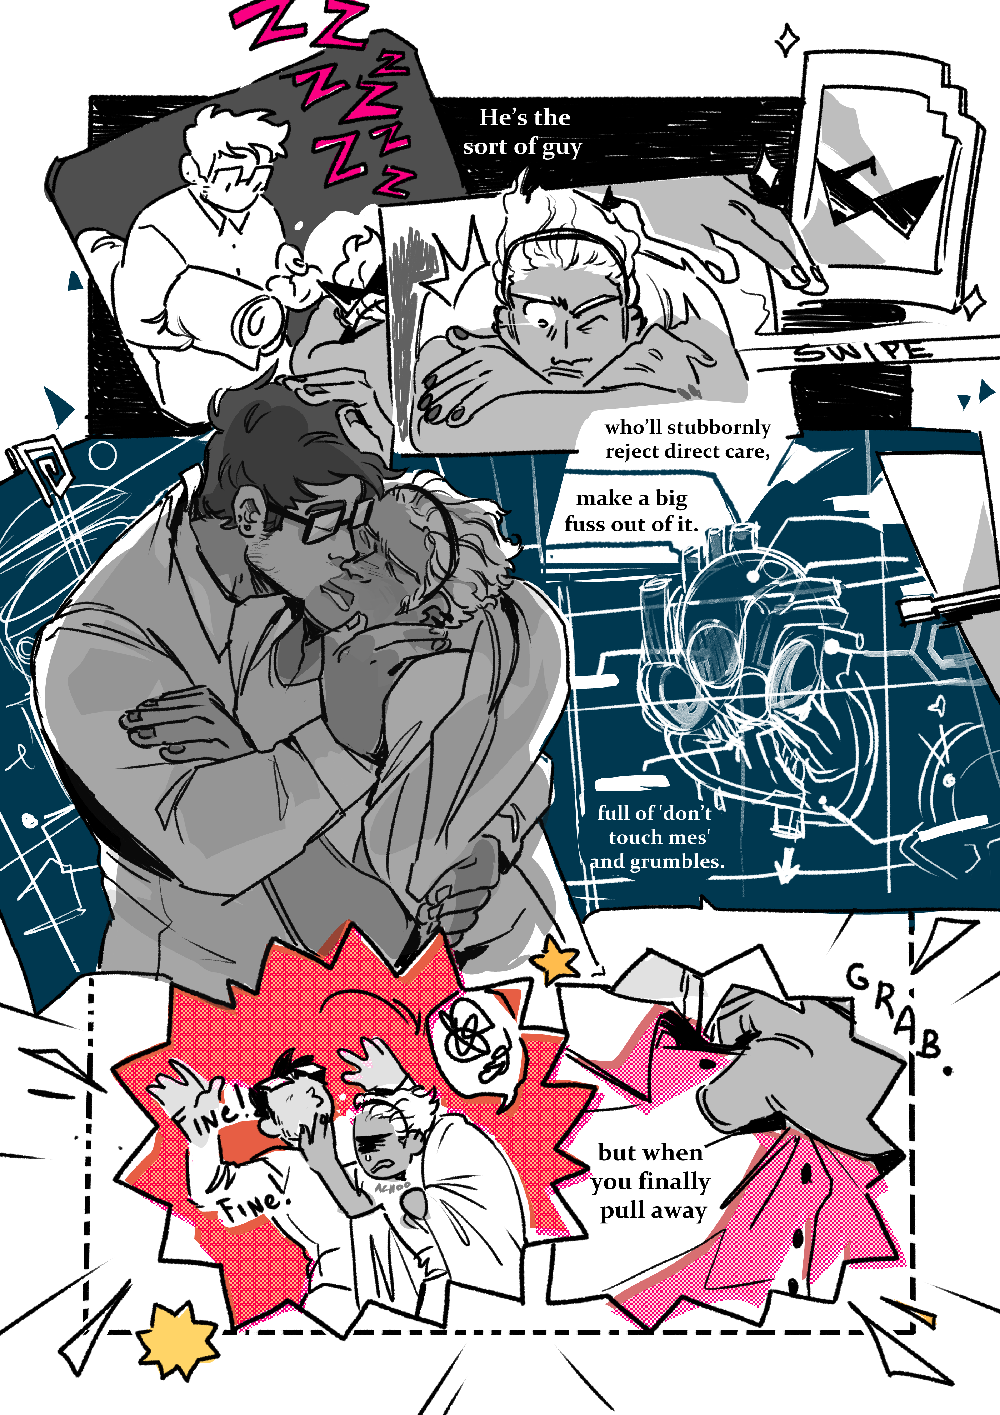 Z Z
Z Z
Z
Z Z
Z
He's the
sort of guy
SWIPE
who'll stubbornly
reject direct care,
make a big
fuss out of it.
full of 'don't
touch mes'
and grumbles.
GRAB.
FINE!
FINE!
ACHOO
but when
you finally
pull away